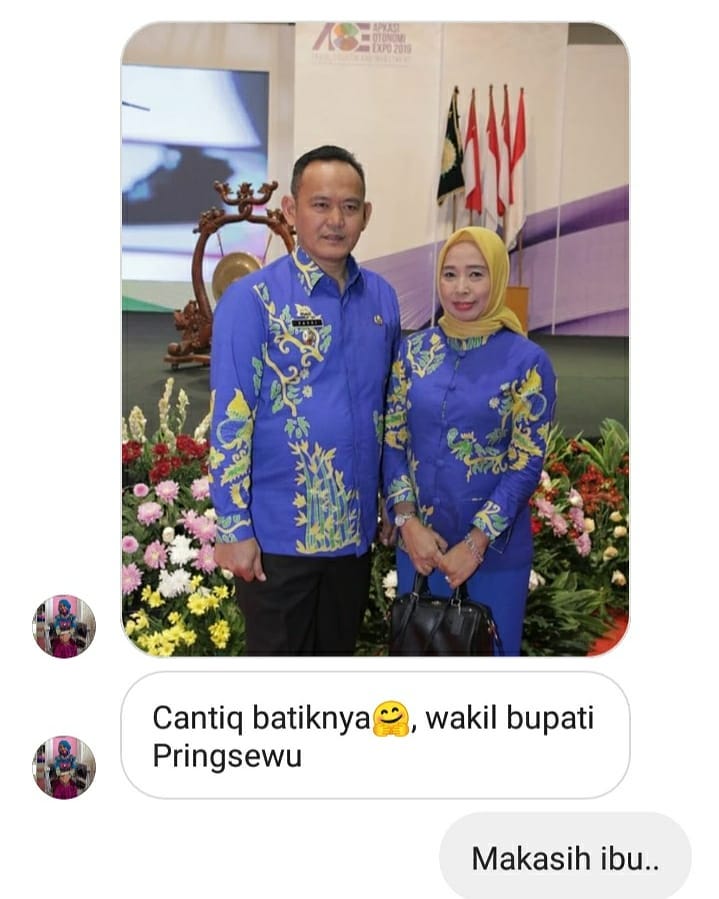 APKASI
OTONOMI
EXPO 2019
Cantiq batiknya🤗, wakil bupati
Pringsewu
Makasih ibu..